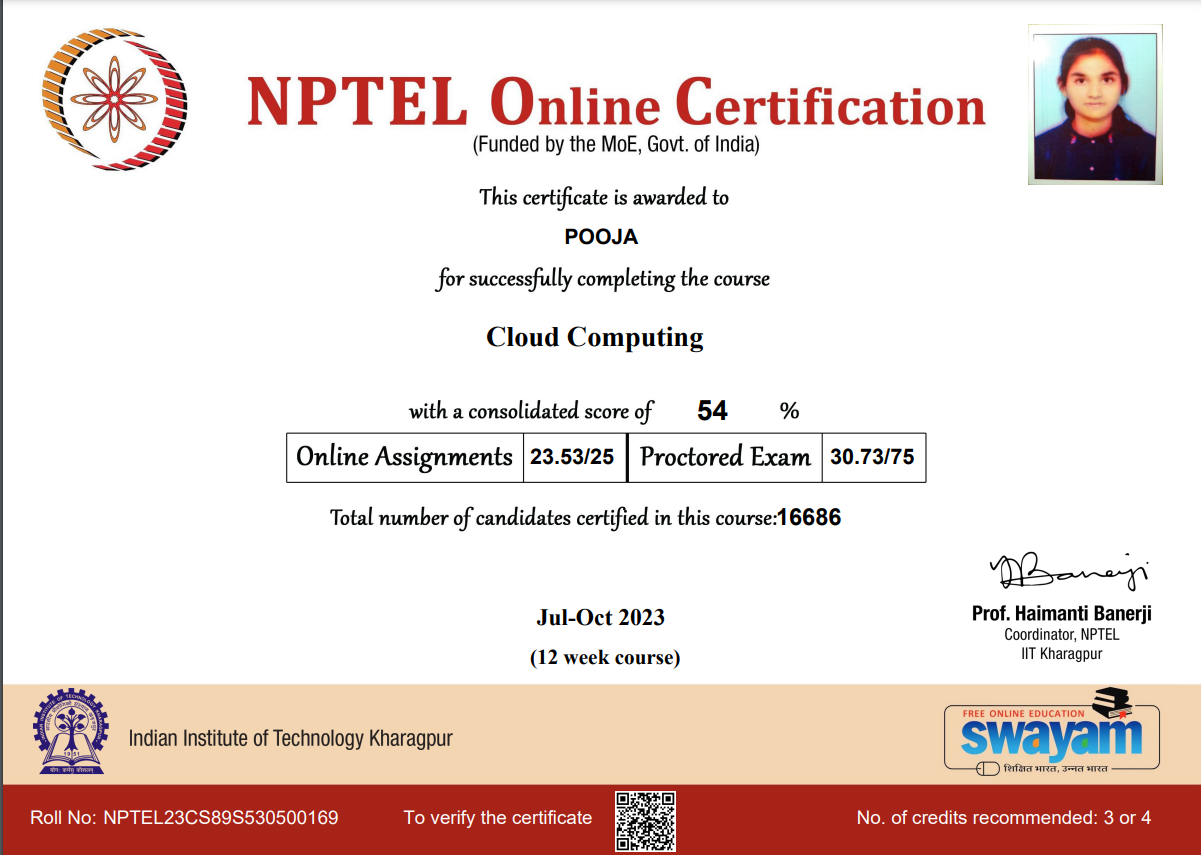 NPTEL Online Certification
(Funded by the MoE, Govt. of India)
This certificate is awarded to
POOJA
for successfully completing the course
Cloud Computing
with a consolidated score of 54 %
Online Assignments 23.53/25 Proctored Exam 30.73/75
Total number of candidates certified in this course:16686
Jul-Oct 2023
(12 week course)
Prof. Haimanti Banerji
Coordinator, NPTEL
IIT Kharagpur
Indian Institute of Technology Kharagpur
1951
FREE ONLINE EDUCATION
swayam
शिक्षित भारत, उन्नत भारत
Roll No: NPTEL23CS89S530500169 To verify the certificate No. of credits recommended: 3 or 4